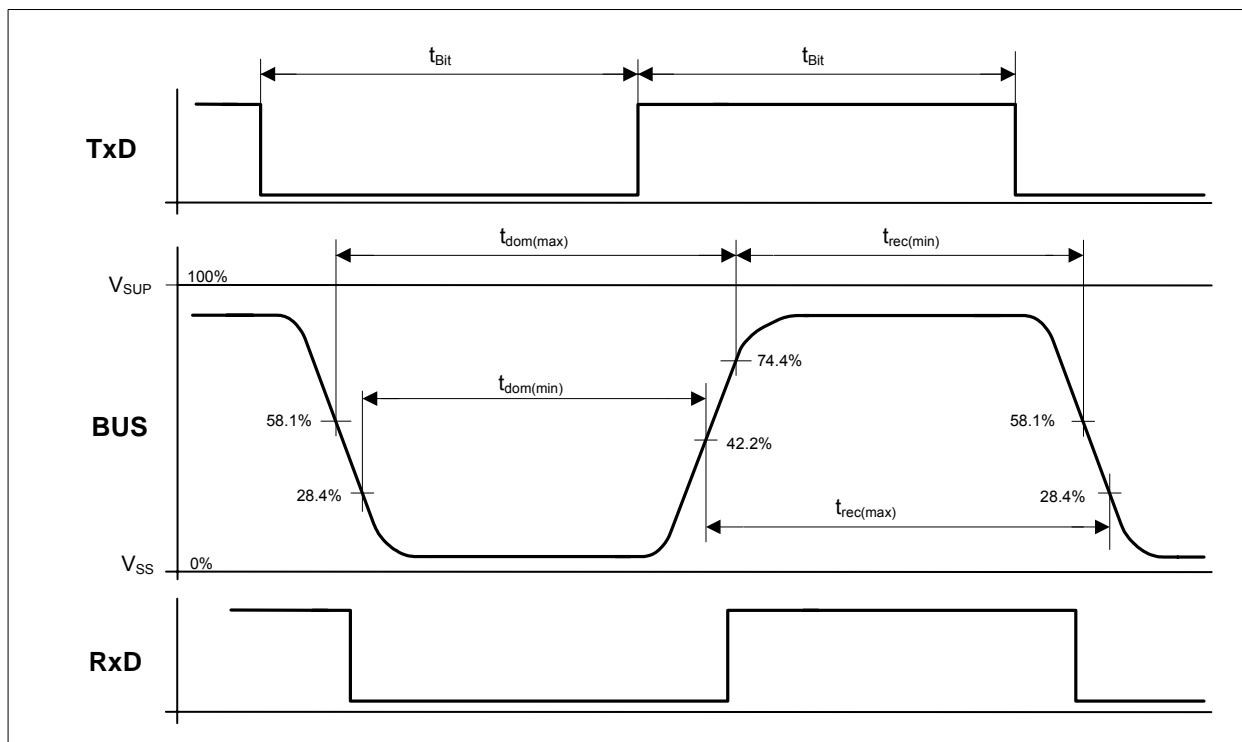 t_Bit
t_Bit
TxD
t_dom(max)
t_rec(min)
V_SUP
100%
74.4%
t_dom(min)
58.1%
58.1%
BUS
42.2%
28.4%
28.4%
t_rec(max)
V_SS
0%
RxD